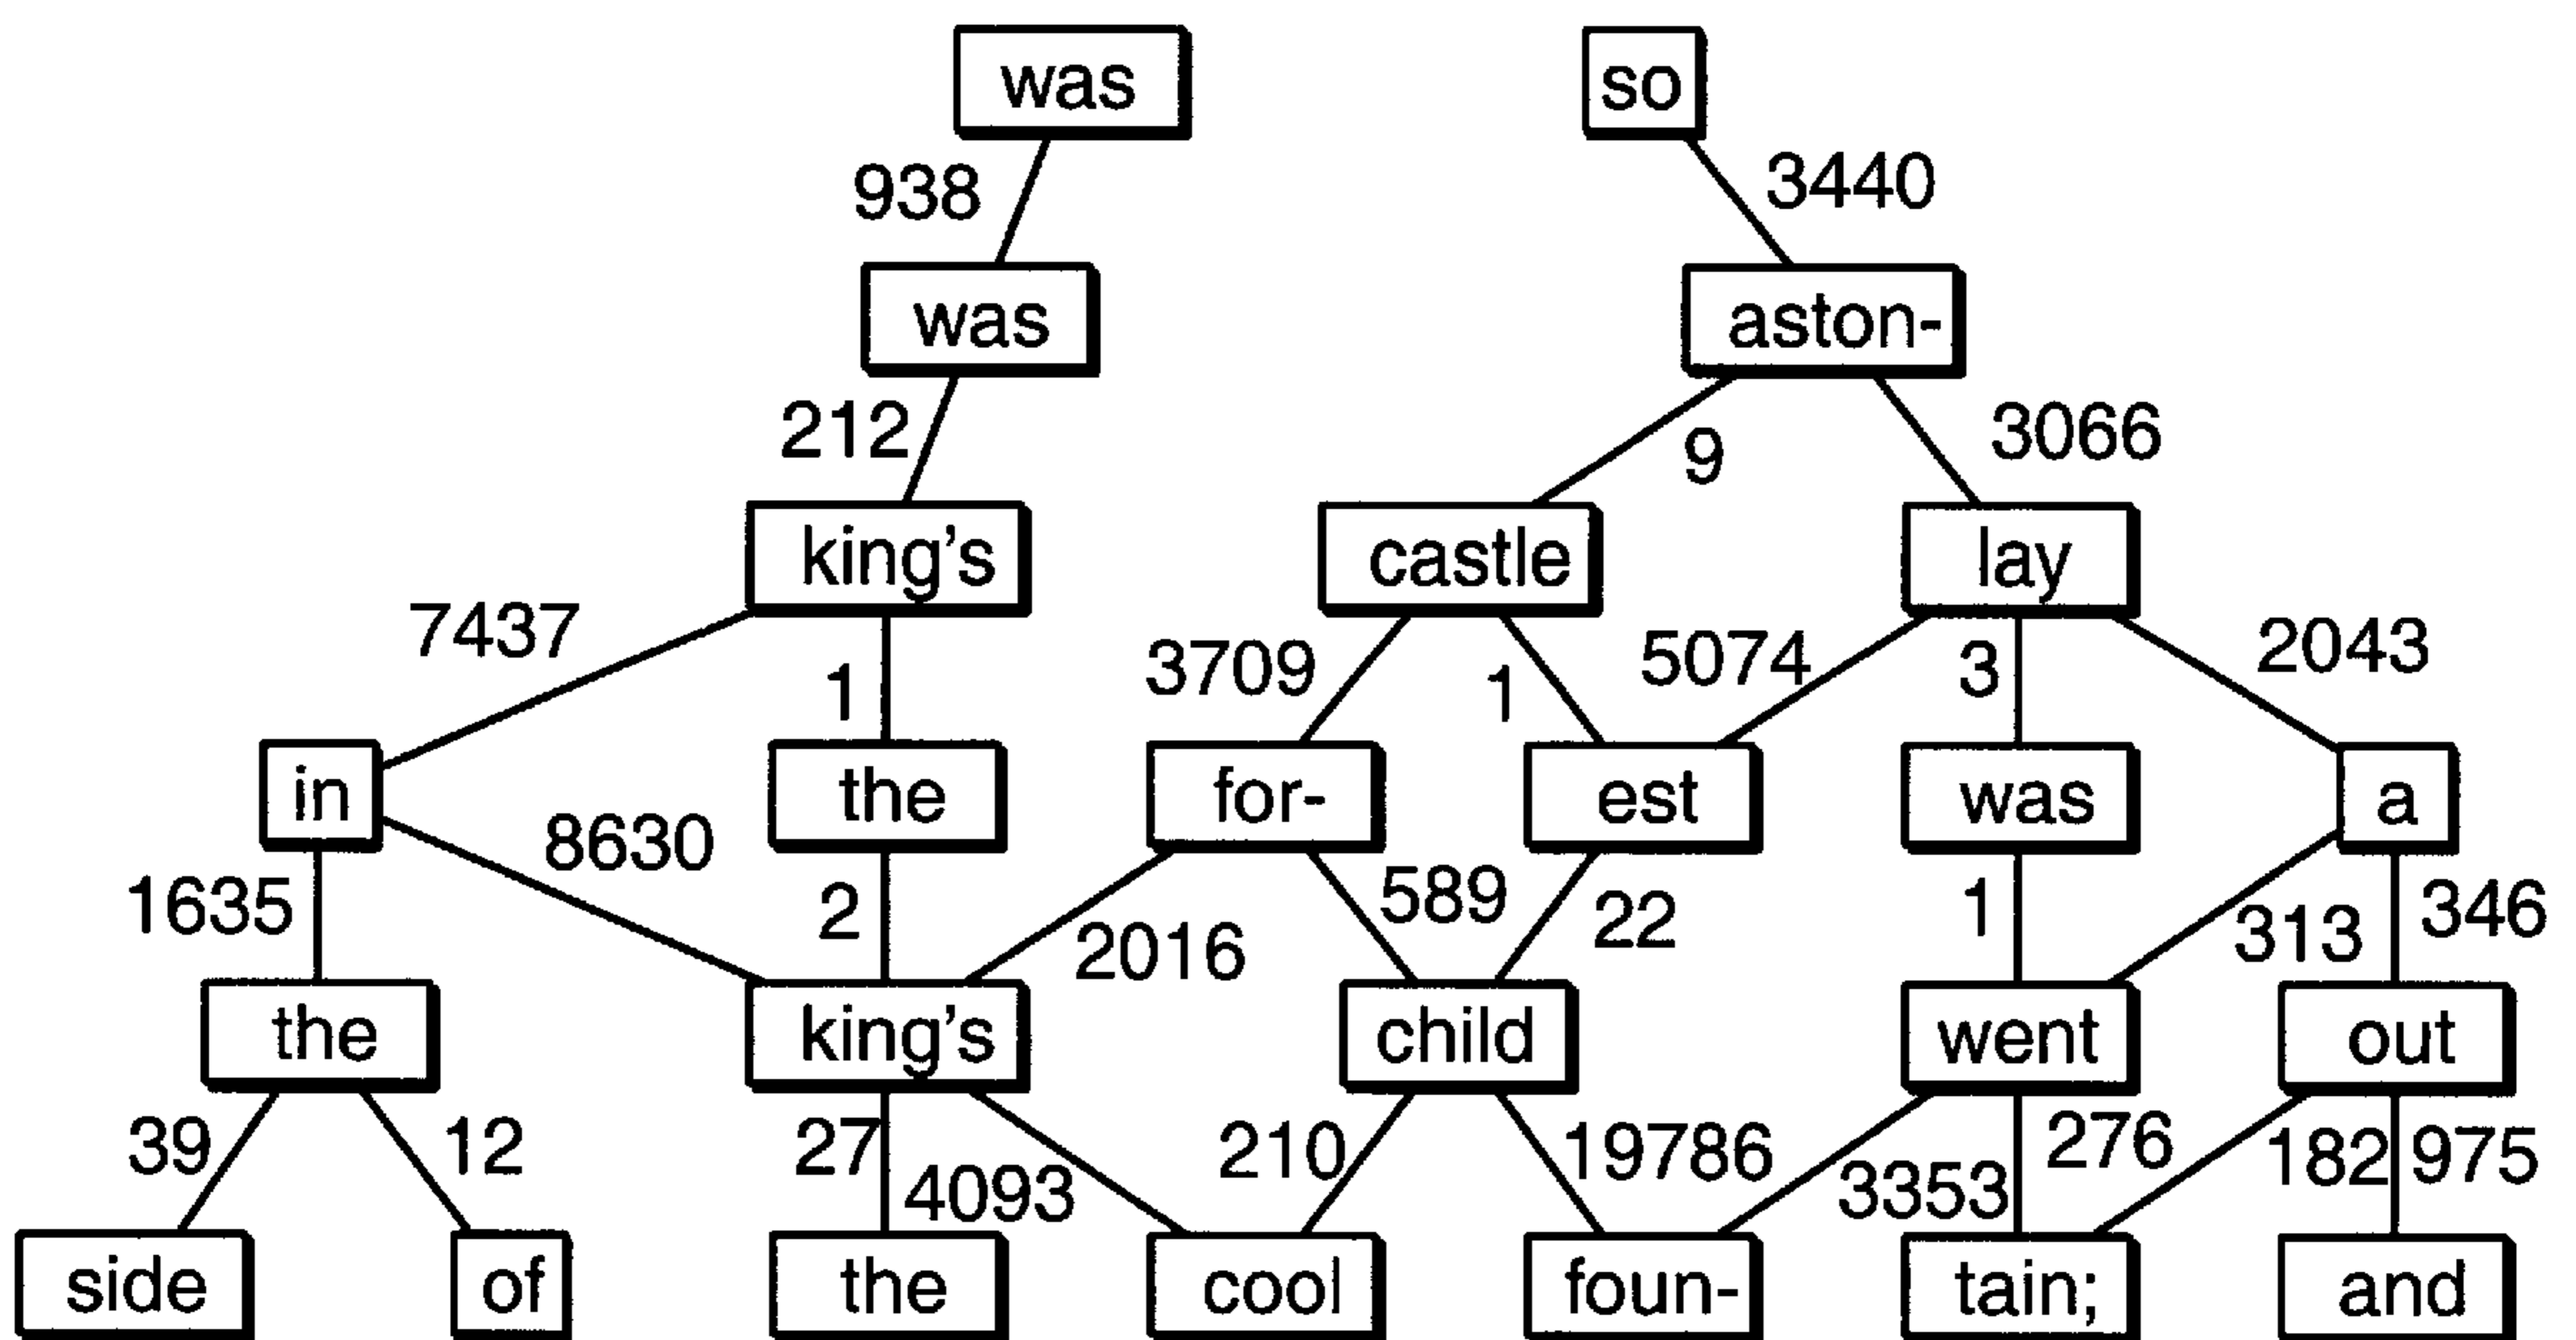 was so
938 3440
was aston-
212 9 3066
king's castle lay
7437 1 3709 1 5074 3 2043
in the for- est was a
1635 8630 2 2016 589 22 1 313 346
the king's child went out
39 12 27 4093 210 19786 3353 276 182 975
side of the cool foun- tain; and